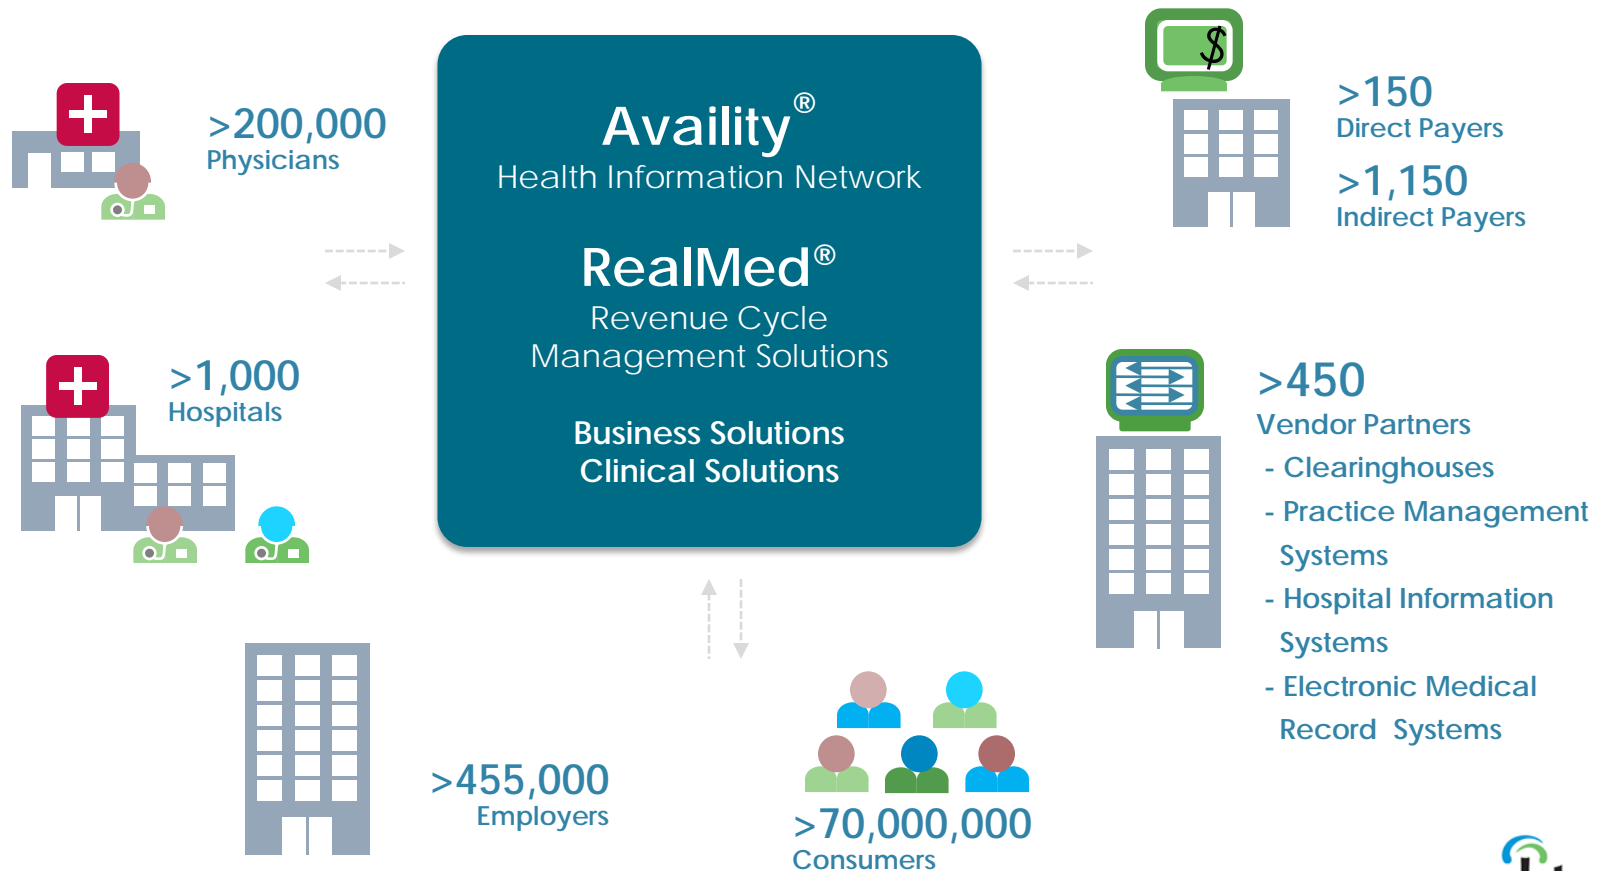 >200,000
Physicians
>1,000
Hospitals
Availity®
Health Information Network
RealMed®
Revenue Cycle
Management Solutions
Business Solutions
Clinical Solutions
$
>150
Direct Payers
>1,150
Indirect Payers
>450
Vendor Partners
- Clearinghouses
- Practice Management
Systems
- Hospital Information
Systems
- Electronic Medical
Record Systems
>455,000
Employers
>70,000,000
Consumers